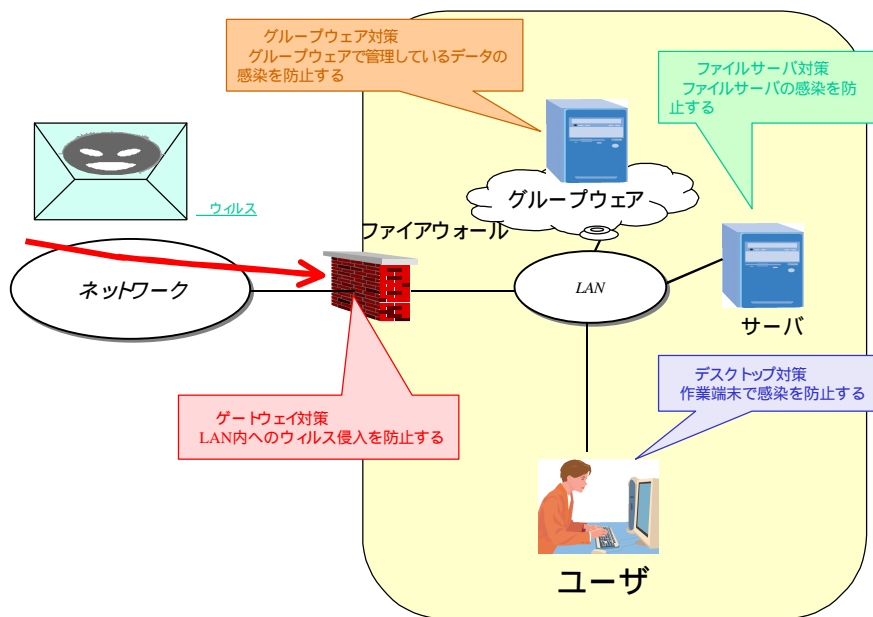 グループウェア対策
グループウェアで管理しているデータの
感染を防止する
ファイルサーバ対策
ファイルサーバの感染を防
止する
ウィルス
グループウェア
ファイアウォール
ネットワーク
LAN
サーバ
デスクトップ対策
作業端末で感染を防止する
ゲートウェイ対策
LAN内へのウィルス侵入を防止する
ユーザ